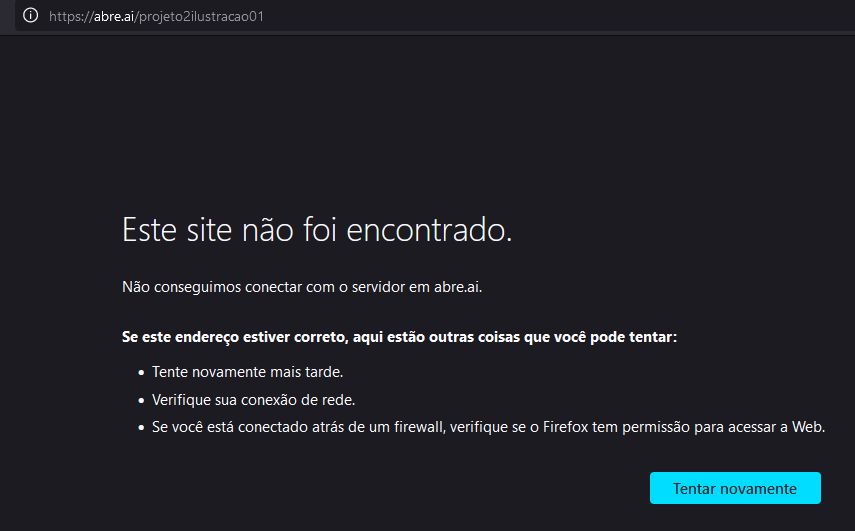 https://abre.ai/projeto2ilustracao01
Este site não foi encontrado.
Não conseguimos conectar com o servidor em abre.ai.
Se este endereço estiver correto, aqui estão outras coisas que você pode tentar:
• Tente novamente mais tarde.
• Verifique sua conexão de rede.
• Se você está conectado atrás de um firewall, verifique se o Firefox tem permissão para acessar a Web.
Tentar novamente